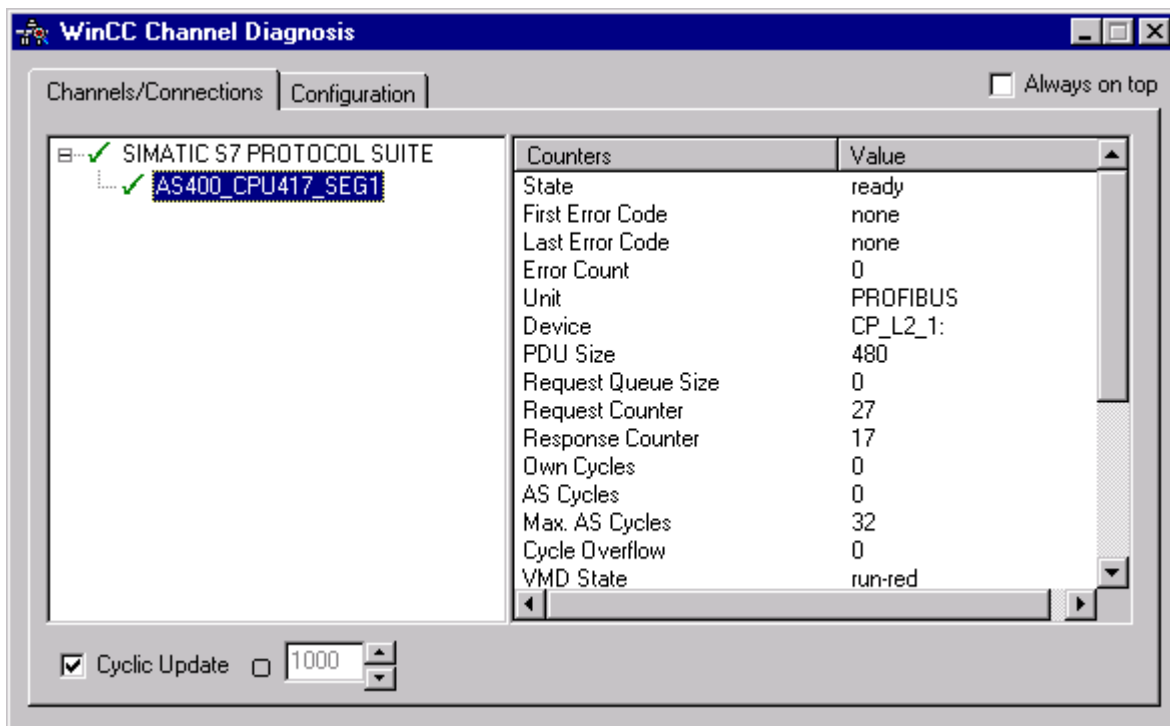 WinCC Channel Diagnosis
Channels/Connections Configuration Always on top
SIMATIC S7 PROTOCOL SUITE
AS400_CPU417_SEG1
Counters Value
State ready
First Error Code none
Last Error Code none
Error Count 0
Unit PROFIBUS
Device CP_L2_1:
PDU Size 480
Request Queue Size 0
Request Counter 27
Response Counter 17
Own Cycles 0
AS Cycles 0
Max. AS Cycles 32
Cycle Overflow 0
VMD State run-red
Cyclic Update 1000